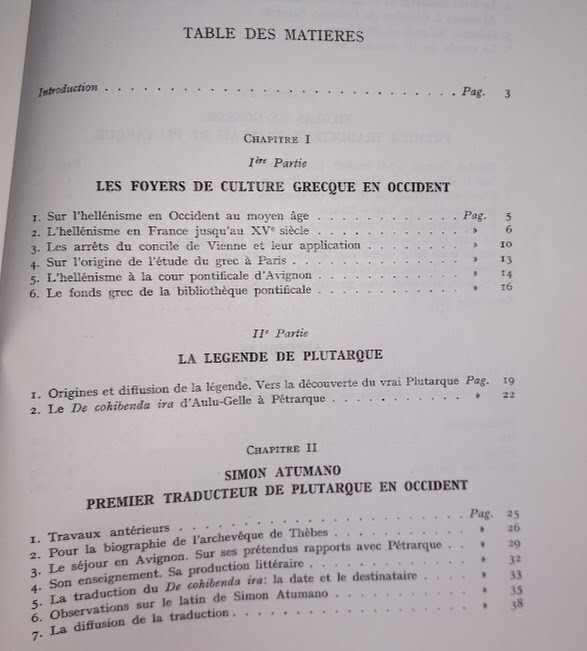 TABLE DES MATIERES
Introduction . . . . . . . . . . . . . . . . . . . . . . . . . . . Pag. 3
CHAPITRE I
Ière Partie
LES FOYERS DE CULTURE GRECQUE EN OCCIDENT
1. Sur l'hellénisme en Occident au moyen âge . . . . . . . . . . . Pag. 5
2. L'hellénisme en France jusqu'au XVe siècle . . . . . . . . . . . » 6
3. Les arrêts du concile de Vienne et leur application . . . . . . . . » 10
4. Sur l'origine de l'étude du grec à Paris . . . . . . . . . . . » 13
5. L'hellénisme à la cour pontificale d'Avignon . . . . . . . . . . . » 14
6. Le fonds grec de la bibliothèque pontificale . . . . . . . . . . . » 16
IIe Partie
LA LEGENDE DE PLUTARQUE
1. Origines et diffusion de la légende. Vers la découverte du vrai Plutarque Pag. 19
2. Le De cohibenda ira d'Aulu-Gelle à Pétrarque . . . . . . . . . . » 22
CHAPITRE II
SIMON ATUMANO
PREMIER TRADUCTEUR DE PLUTARQUE EN OCCIDENT
1. Travaux antérieurs . . . . . . . . . . . . . . . . . . . . Pag. 25
2. Pour la biographie de l'archevêque de Thèbes . . . . . . . . . . » 26
3. Le séjour en Avignon. Sur ses prétendus rapports avec Pétrarque . . » 29
4. Son enseignement. Sa production littéraire . . . . . . . . . . . » 32
5. La traduction du De cohibenda ira: la date et le destinataire . . . . » 33
6. Observations sur le latin de Simon Atumano . . . . . . . . . . . » 35
7. La diffusion de la traduction . . . . . . . . . . . . . . . . . » 38